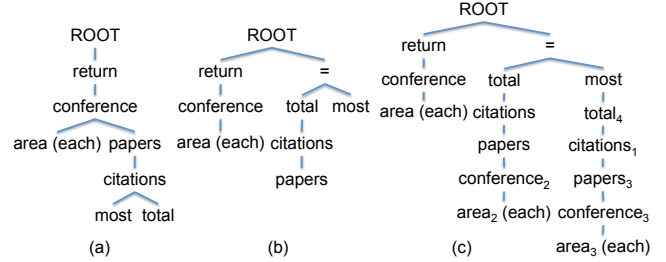 ROOT
return
conference
area (each) papers
citations
most total
(a)
ROOT
return =
conference total most
area (each) citations
papers
(b)
ROOT
return =
conference total most
area (each) citations total₄
papers citations₁
conference₂ papers₃
area₂ (each) conference₃
area₃ (each)
(c)